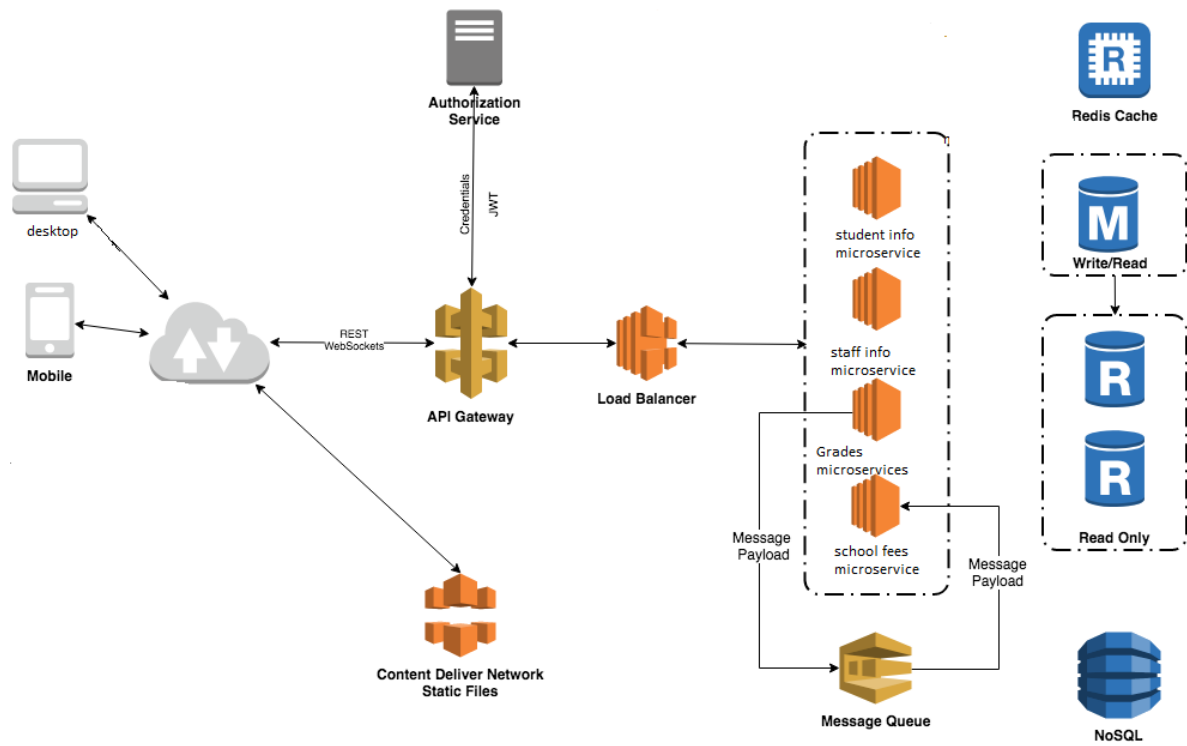 Authorization
Service
Redis Cache
Credentials
JWT
desktop
student info
microservice
Write/Read
REST
WebSockets
staff info
microservice
Mobile
API Gateway
Load Balancer
Grades
microservices
Message
Payload
school fees
microservice
Message
Payload
Read Only
Content Deliver Network
Static Files
Message Queue
NoSQL
R
M
R
R